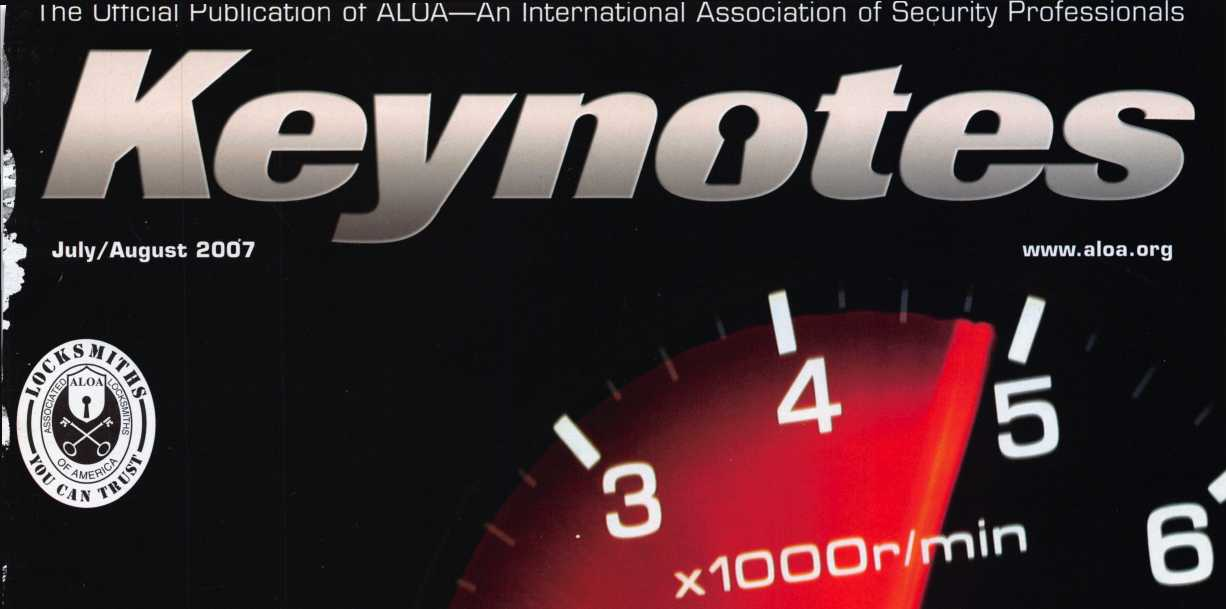 The Official Publication of ALOA—An International Association of Security Professionals
Keynotes
July/August 2007
www.aloa.org
LOCKSMITHS
ALOA
ASSOCIATED LOCKSMITHS
OF AMERICA
YOU CAN TRUST
3
4
5
6
x1000r/min